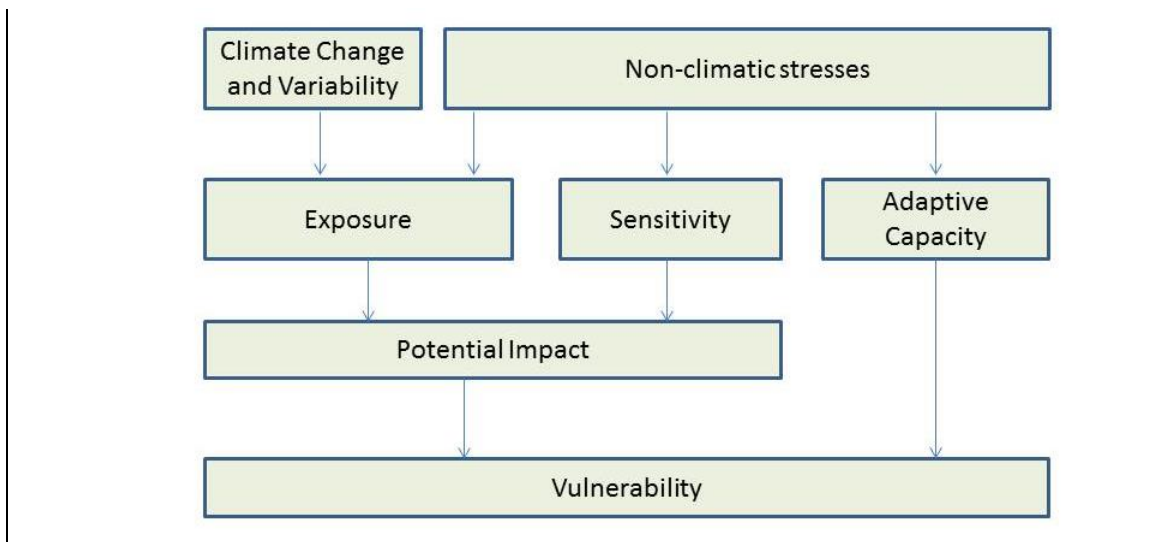 Climate Change
and Variability
Non-climatic stresses
Exposure
Sensitivity
Adaptive
Capacity
Potential Impact
Vulnerability